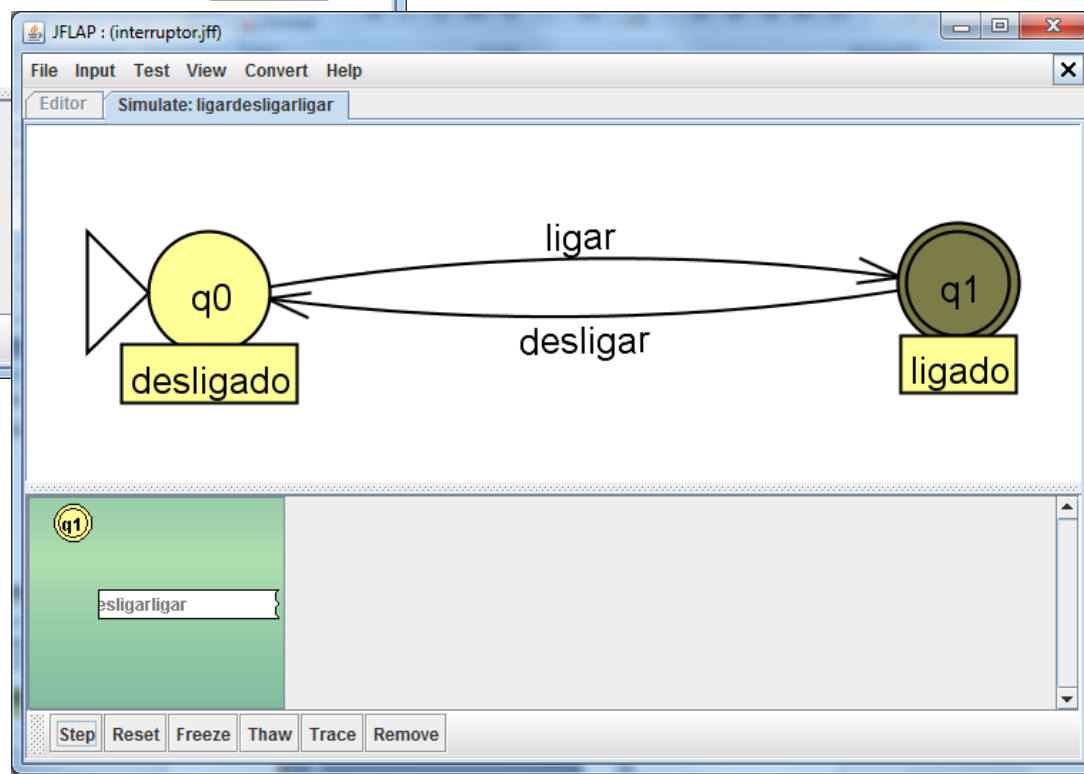 JFLAP : (interruptor.jff)
File Input Test View Convert Help
Editor Simulate: ligardesligarligar
ligar
q0
q1
desligar
desligado
ligado
q1
esligarligar
Step Reset Freeze Thaw Trace Remove